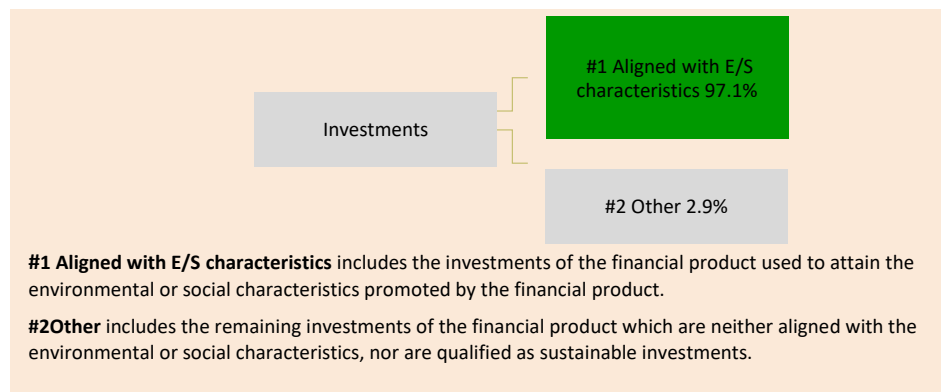 #1 Aligned with E/S
characteristics 97.1%
Investments
#2 Other 2.9%
#1 Aligned with E/S characteristics includes the investments of the financial product used to attain the
environmental or social characteristics promoted by the financial product.
#2Other includes the remaining investments of the financial product which are neither aligned with the
environmental or social characteristics, nor are qualified as sustainable investments.